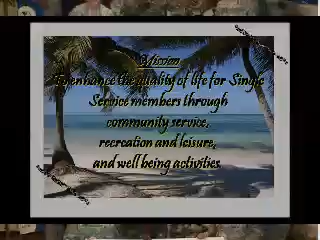 Mission
To enhance the quality of life for Single
Service members through
community service,
recreation and leisure,
and well being activities.